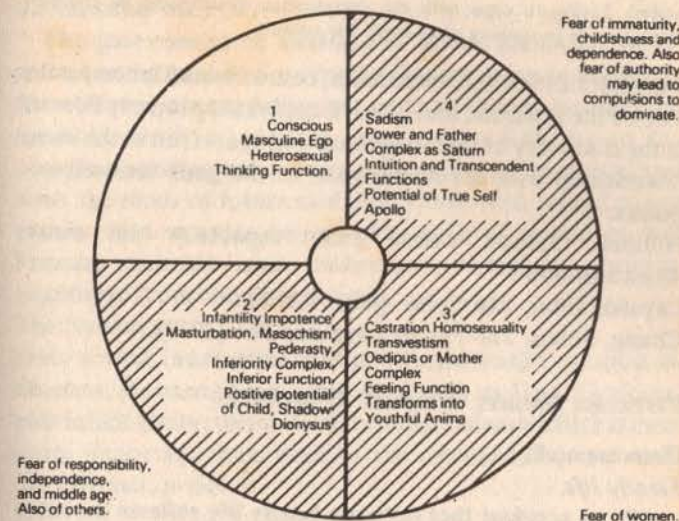 Fear of immaturity,
childishness and
dependence. Also
fear of authority
may lead to
compulsions to
dominate.
1
Conscious
Masculine Ego
Heterosexual
Thinking Function
4
Sadism
Power and Father
Complex as Saturn
Intuition and Transcendent
Functions
Potential of True Self
Apollo
2
Infantility Impotence
Masturbation, Masochism
Pederasty
Inferiority Complex
Inferior Function
Positive potential
of Child, Shadow
Dionysus
3
Castration Homosexuality
Transvestism
Oedipus or Mother
Complex
Feeling Function
Transforms into
Youthful Anima
Fear of responsibility,
independence,
and middle age.
Also of others.
Fear of women.